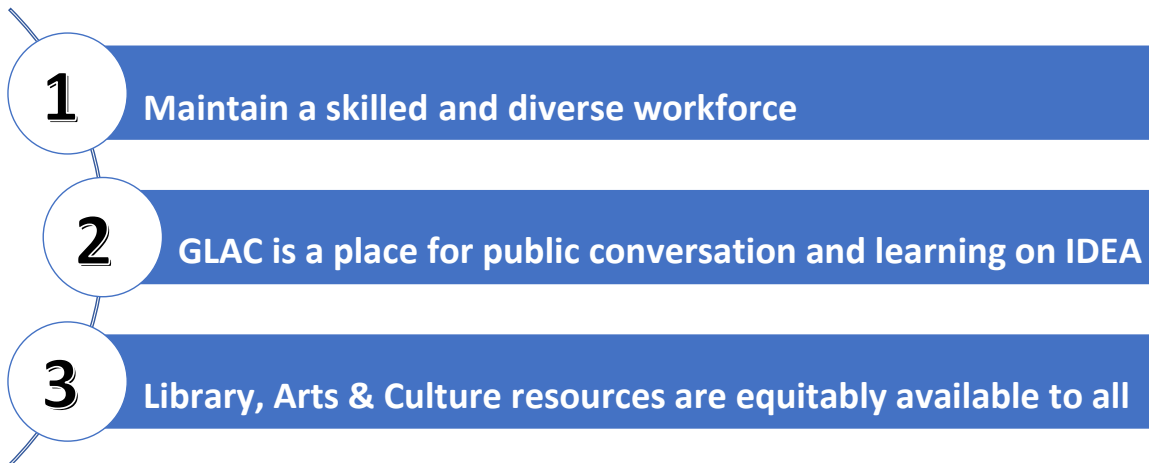 1
Maintain a skilled and diverse workforce
2
GLAC is a place for public conversation and learning on IDEA
3
Library, Arts & Culture resources are equitably available to all